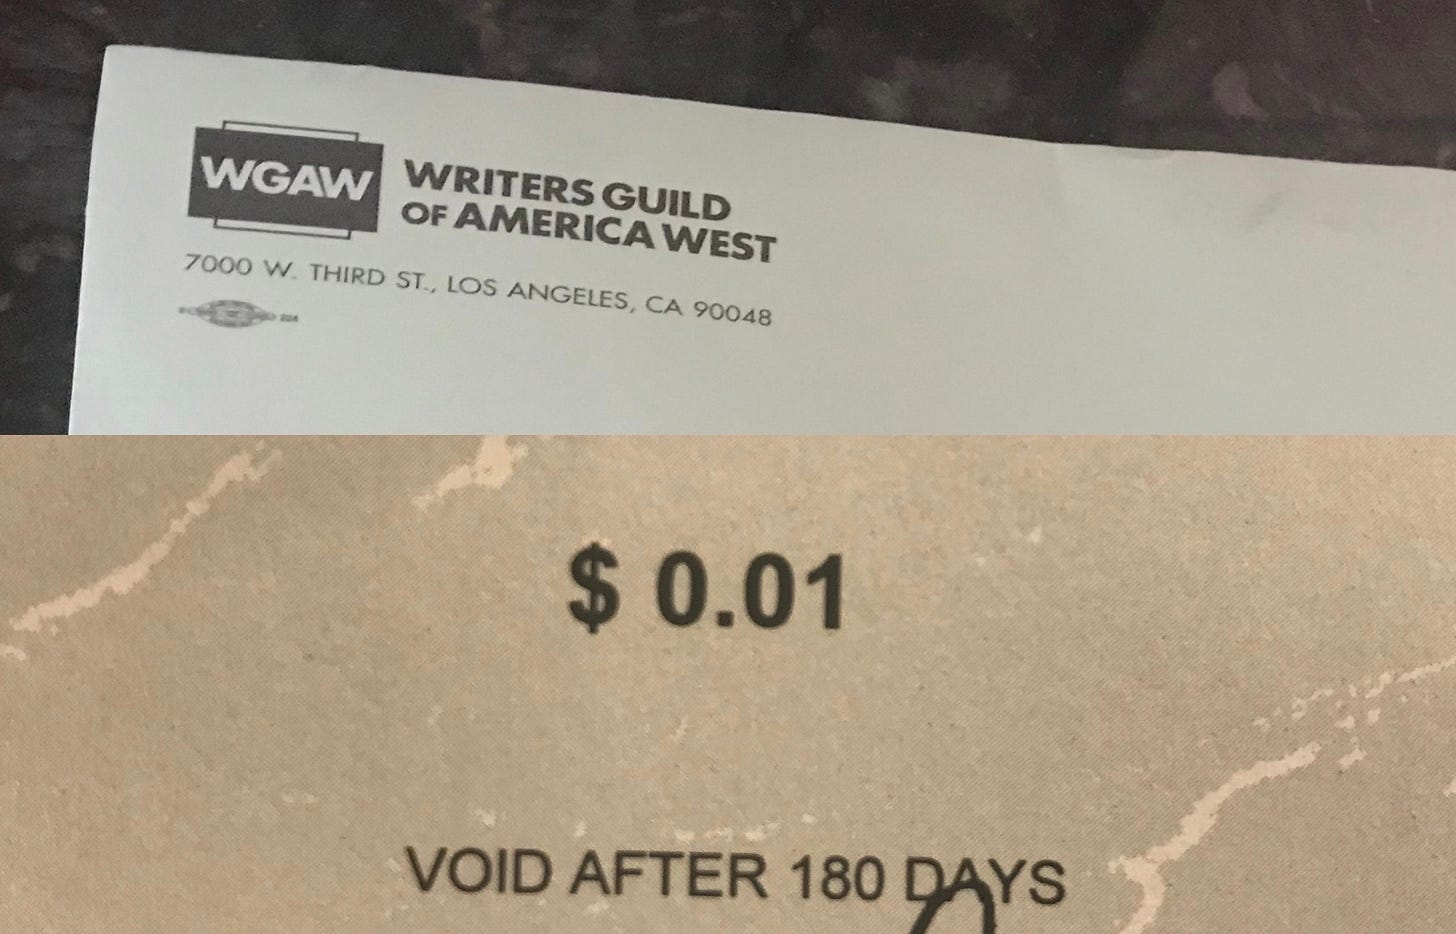 WGAW
WRITERS GUILD
OF AMERICA WEST
7000 W. THIRD ST., LOS ANGELES, CA 90048
$ 0.01
VOID AFTER 180 DAYS